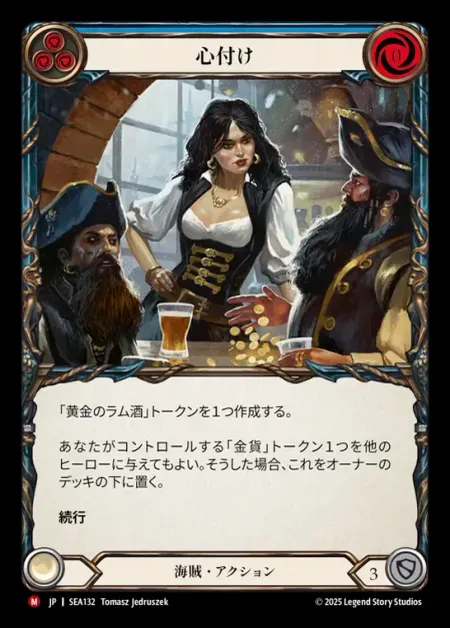 心付け
0
「黄金のラム酒」トークンを1つ作成する。
あなたがコントロールする「金貨」トークン1つを他の
ヒーローに与えてもよい。そうした場合、これをオーナーの
デッキの下に置く。
続行
海賊・アクション
3
M JP | SEA132 Tomasz Jedruszek
© 2025 Legend Story Studios